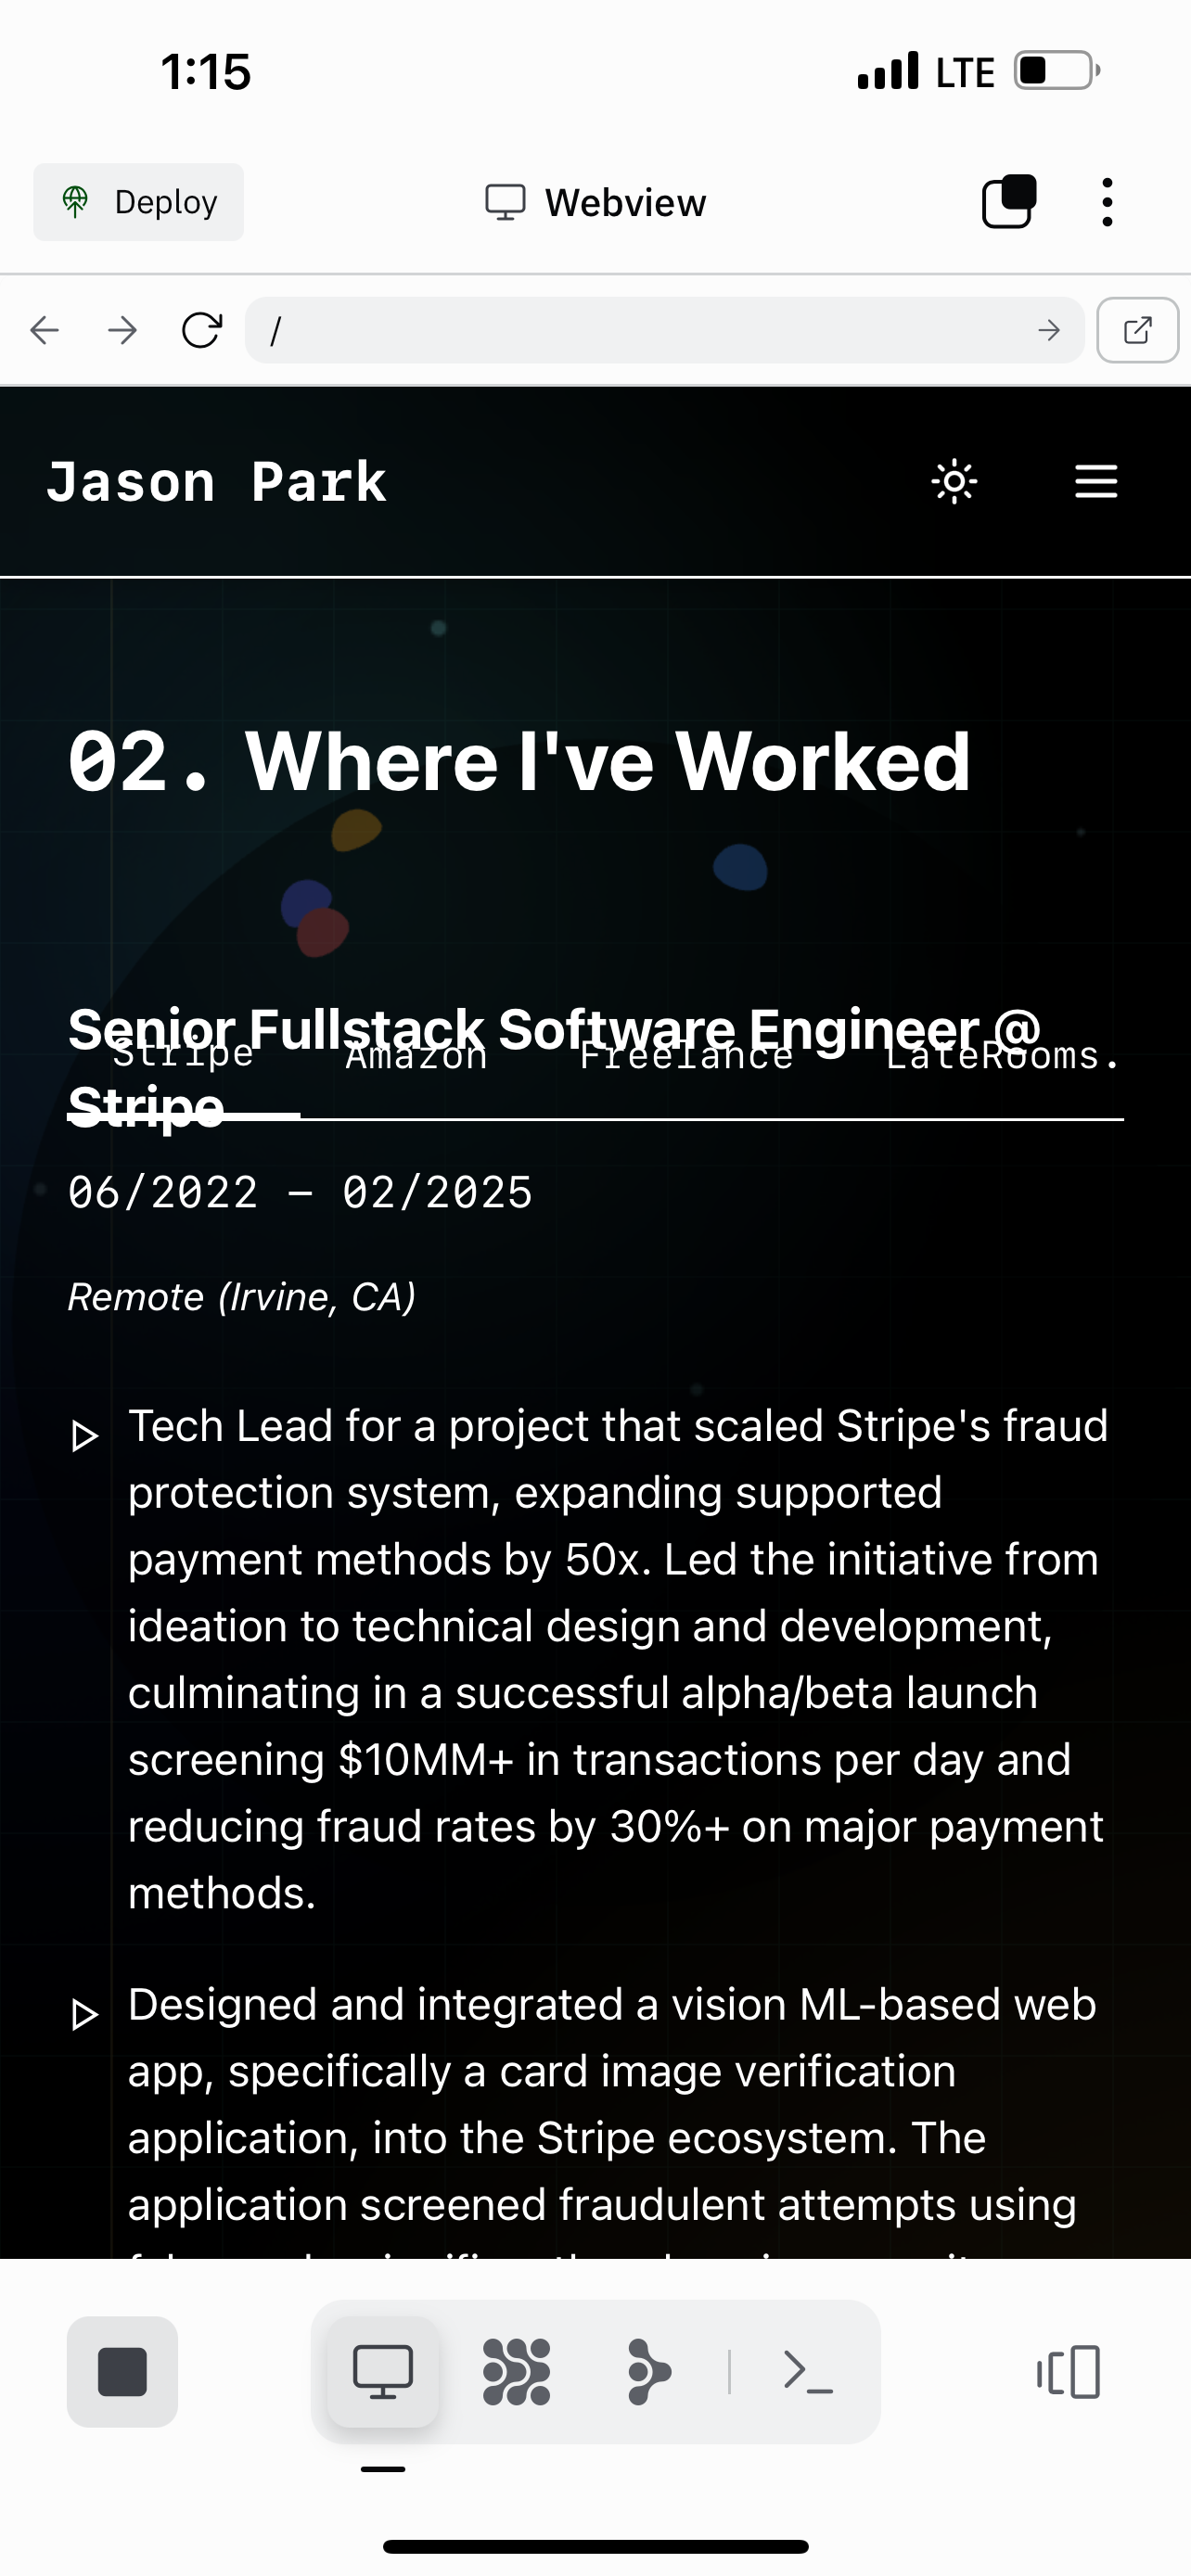 1:15
LTE
Deploy
Webview
/
Jason Park
02. Where I've Worked
Senior Fullstack Software Engineer @
Stripe Amazon Freelance LateRooms.
Stripe
06/2022 – 02/2025
Remote (Irvine, CA)
Tech Lead for a project that scaled Stripe's fraud
protection system, expanding supported
payment methods by 50x. Led the initiative from
ideation to technical design and development,
culminating in a successful alpha/beta launch
screening $10MM+ in transactions per day and
reducing fraud rates by 30%+ on major payment
methods.
Designed and integrated a vision ML-based web
app, specifically a card image verification
application, into the Stripe ecosystem. The
application screened fraudulent attempts using